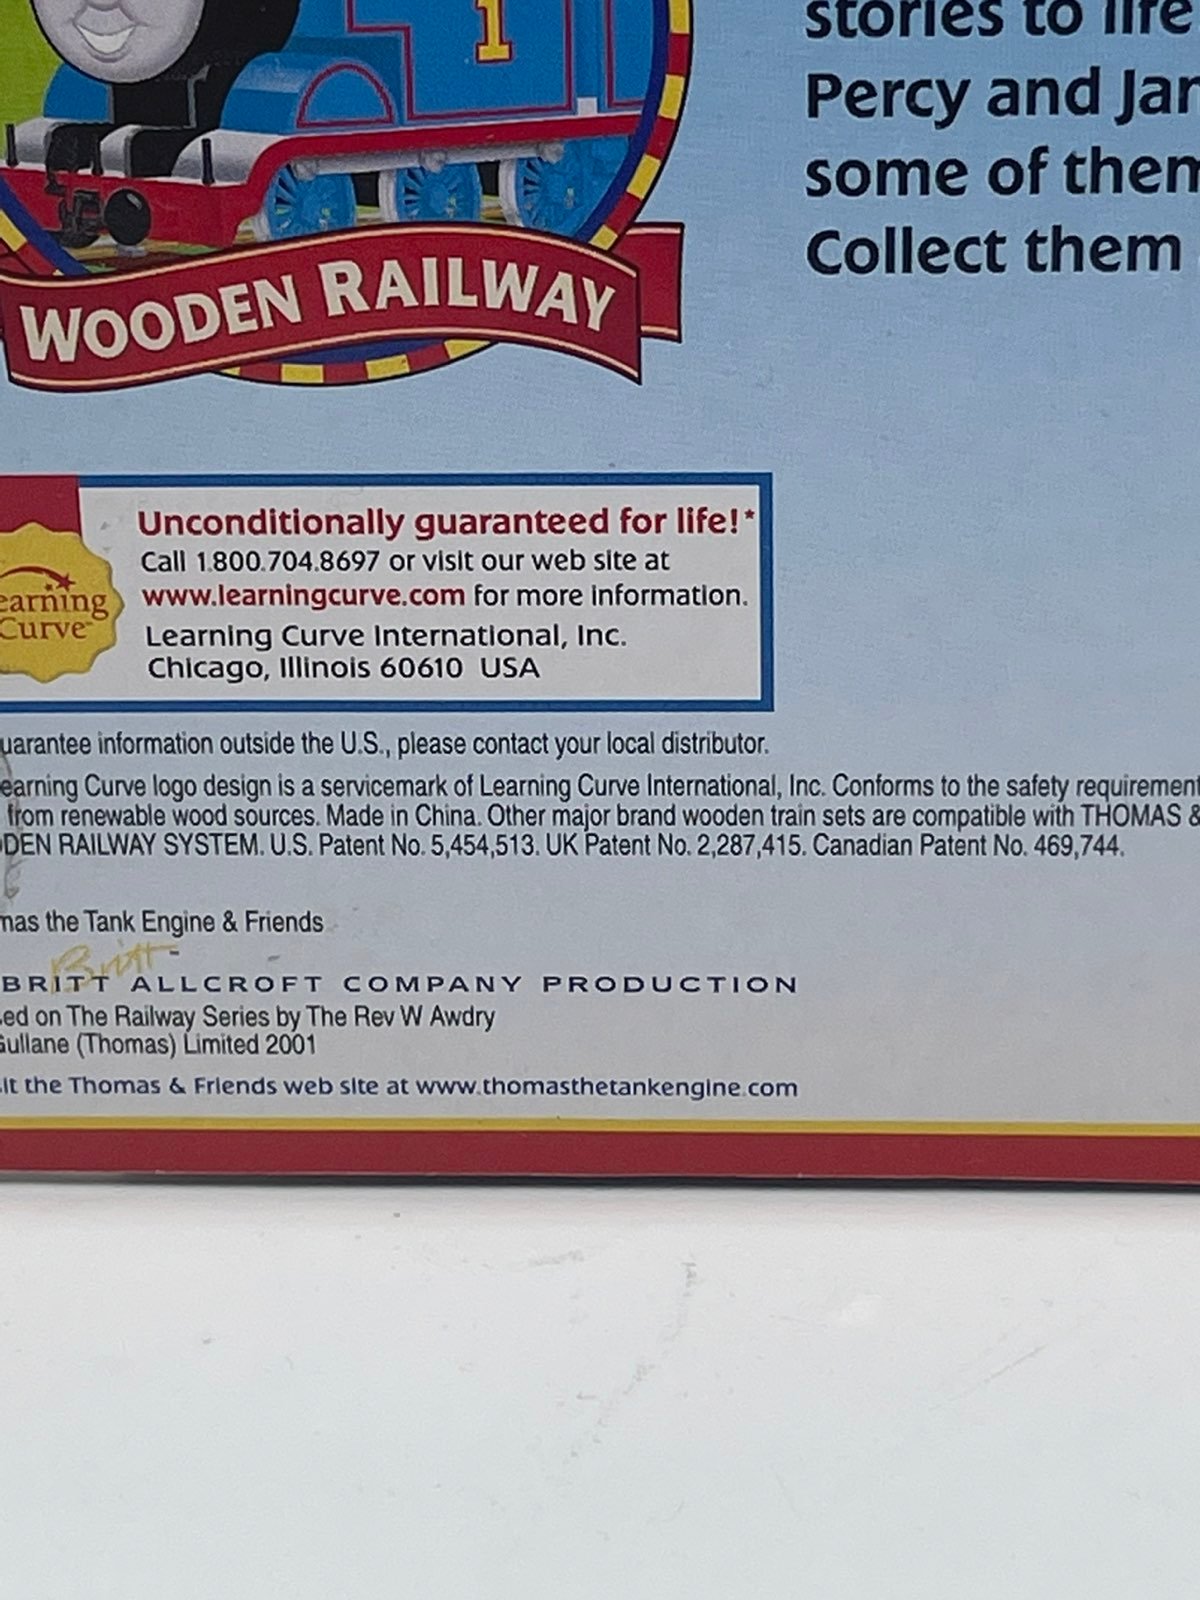 1
stories to life
Percy and Jam
some of them
Collect them
WOODEN RAILWAY
Unconditionally guaranteed for life!*
Call 1.800.704.8697 or visit our web site at
www.learningcurve.com for more information.
Learning Curve International, Inc.
Chicago, Illinois 60610 USA
earning
Curve™
uarantee information outside the U.S., please contact your local distributor.
earning Curve logo design is a servicemark of Learning Curve International, Inc. Conforms to the safety requirement
from renewable wood sources. Made in China. Other major brand wooden train sets are compatible with THOMAS &
DEN RAILWAY SYSTEM. U.S. Patent No. 5,454,513. UK Patent No. 2,287,415. Canadian Patent No. 469,744.
mas the Tank Engine & Friends
Britt
BRITT ALLCROFT COMPANY PRODUCTION
ed on The Railway Series by The Rev W Awdry
Gullane (Thomas) Limited 2001
it the Thomas & Friends web site at www.thomasthetankengine.com